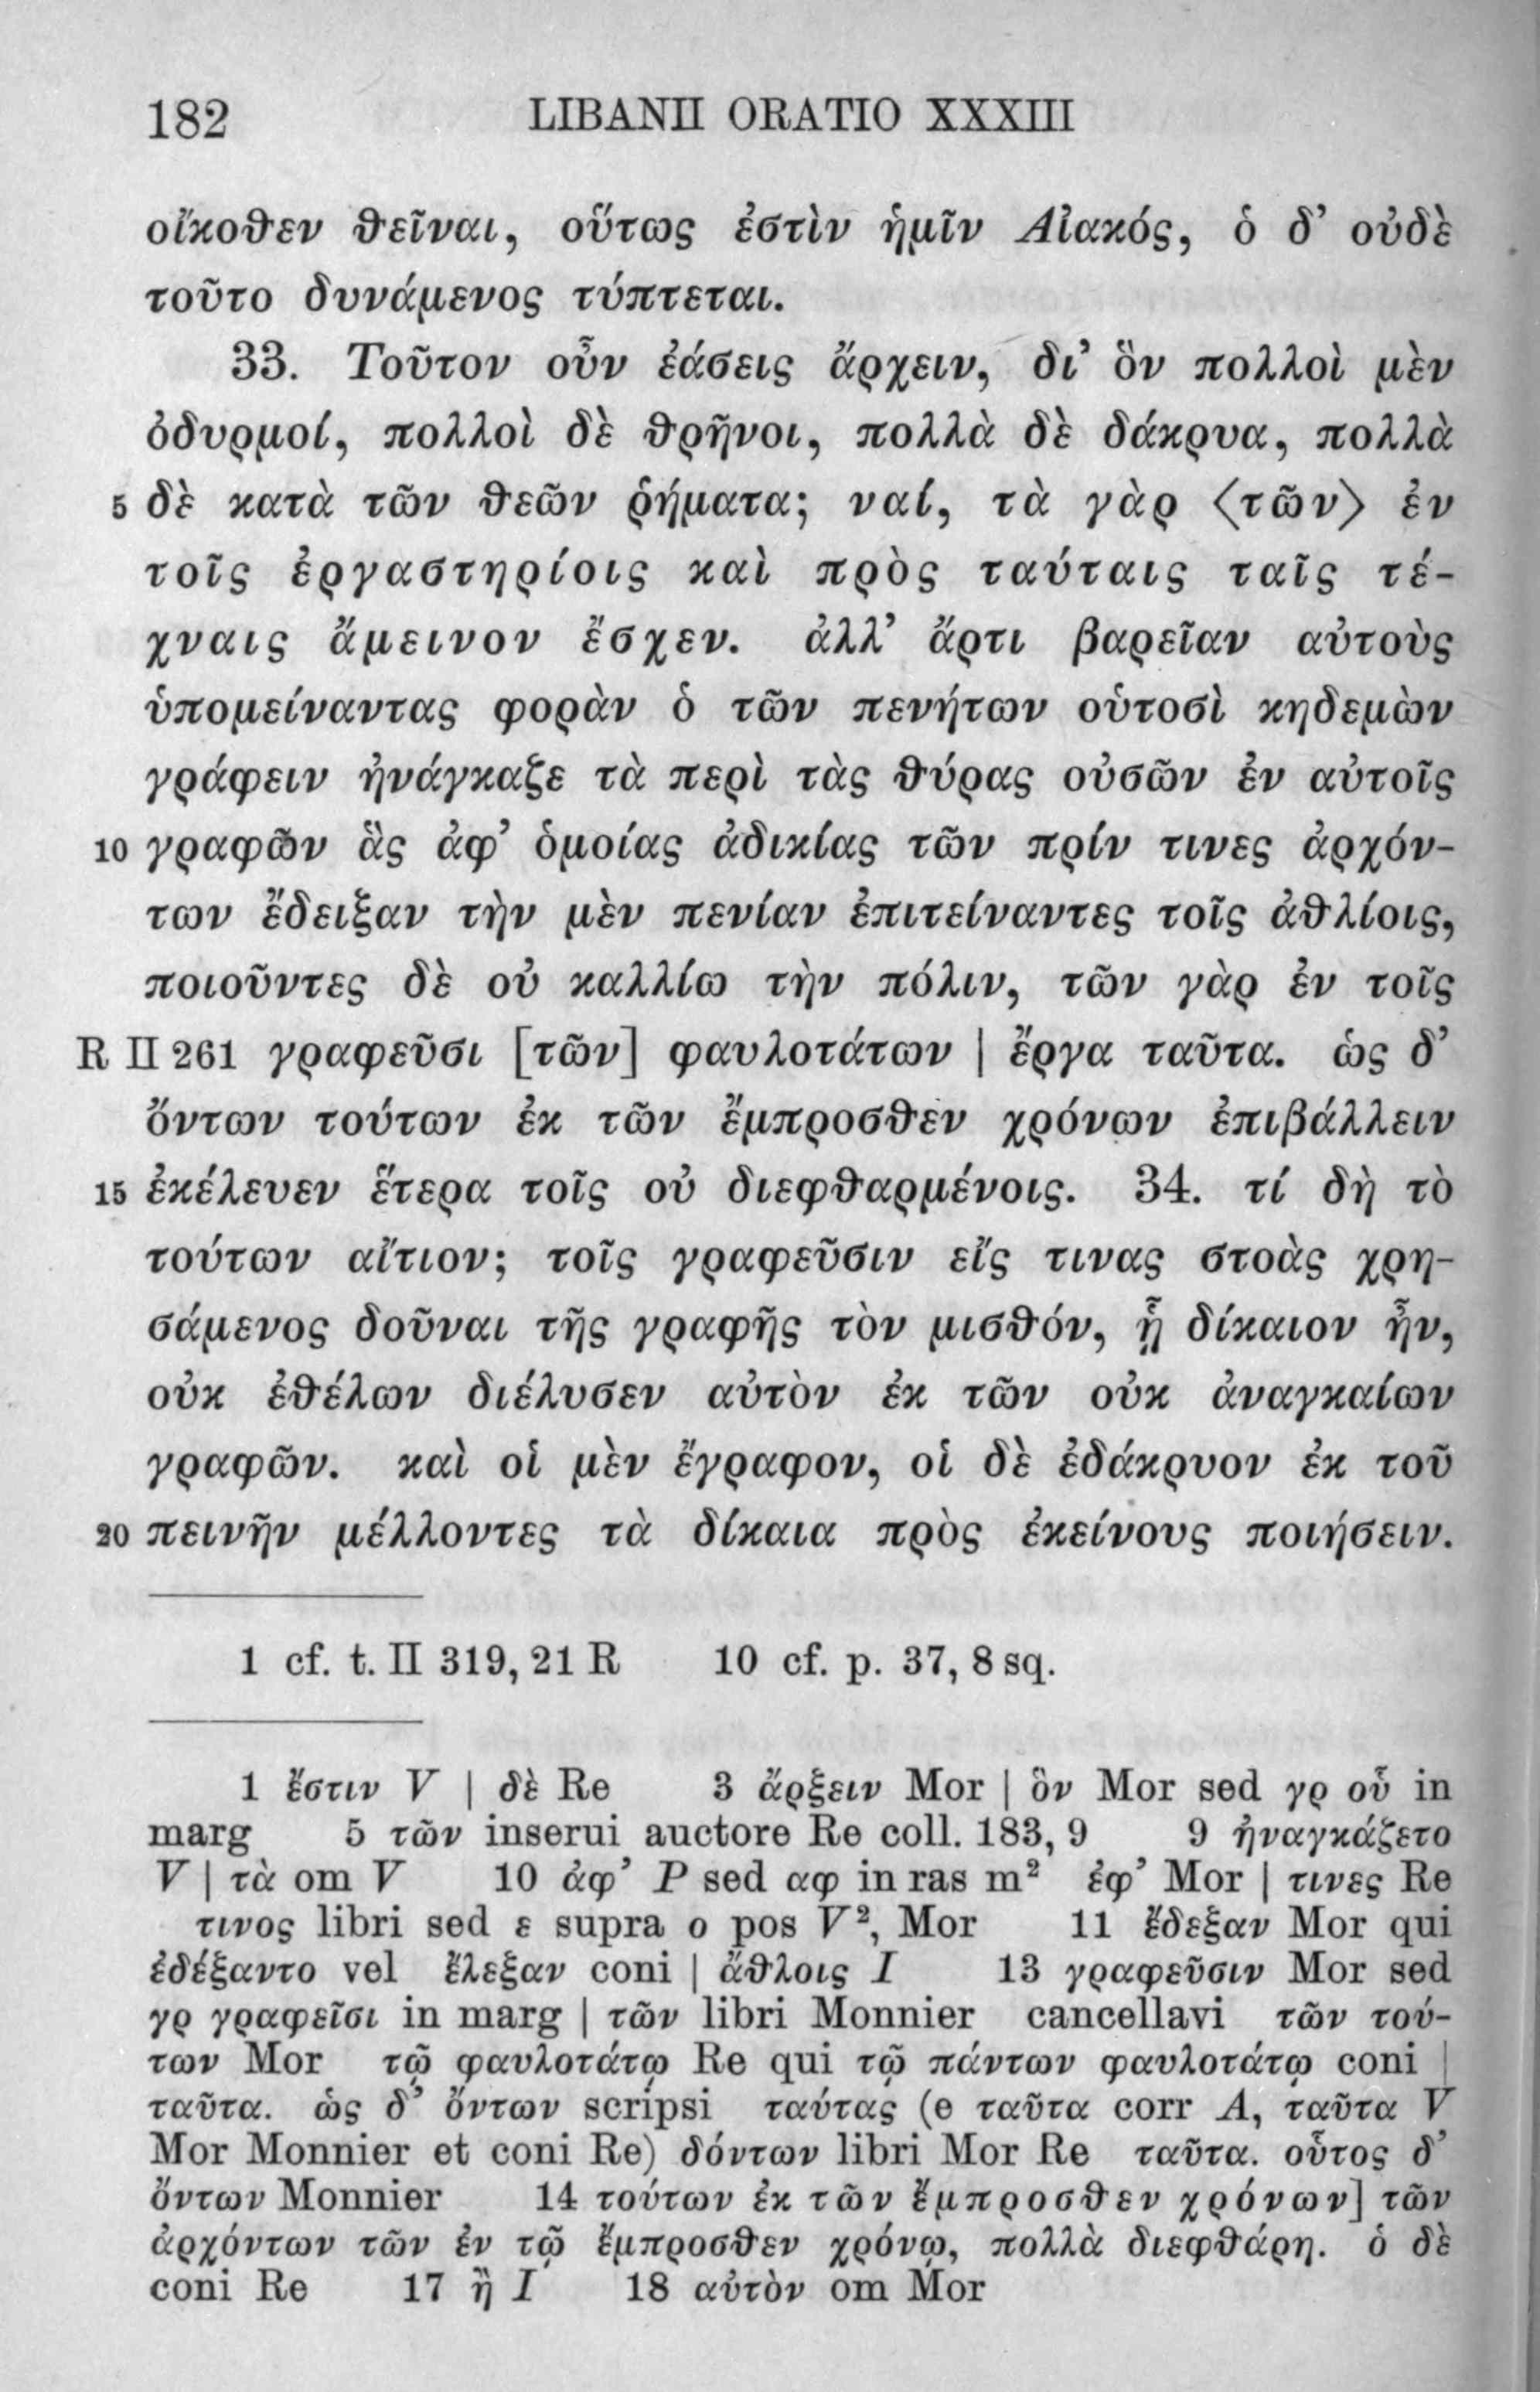 182 LIBANII ORATIO XXXIII
οἴκοθεν θεῖναι, οὕτως ἐστὶν ἡμῖν Αἰακός, ὁ δ’ οὐδὲ
τοῦτο δυνάμενος τύπτεται.
33. Τοῦτον οὖν ἐάσεις ἄρχειν, δι’ ὃν πολλοὶ μὲν
ὀδυρμοί, πολλοὶ δὲ θρῆνοι, πολλὰ δὲ δάκρυα, πολλὰ
5 δὲ κατὰ τῶν θεῶν ῥήματα; ναί, τὰ γὰρ ⟨τῶν⟩ ἐν
τοῖς ἐργαστηρίοις καὶ πρὸς ταύταις ταῖς τέ-
χναις ἄμεινον ἔσχεν. ἀλλ’ ἄρτι βαρεῖαν αὐτοὺς
ὑπομείναντας φορὰν ὁ τῶν πενήτων οὑτοσὶ κηδεμὼν
γράφειν ἠνάγκαζε τὰ περὶ τὰς θύρας οὐσῶν ἐν αὐτοῖς
10 γραφῶν ἃς ἀφ’ ὁμοίας ἀδικίας τῶν πρίν τινες ἀρχόν-
των ἔδειξαν τὴν μὲν πενίαν ἐπιτείναντες τοῖς ἀθλίοις,
ποιοῦντες δὲ οὐ καλλίω τὴν πόλιν, τῶν γὰρ ἐν τοῖς
R II 261 γραφεῦσι [τῶν] φαυλοτάτων | ἔργα ταῦτα. ὡς δ’
ὄντων τούτων ἐκ τῶν ἔμπροσθεν χρόνων ἐπιβάλλειν
15 ἐκέλευεν ἕτερα τοῖς οὐ διεφθαρμένοις. 34. τί δὴ τὸ
τούτων αἴτιον; τοῖς γραφεῦσιν εἴς τινας στοὰς χρη-
σάμενος δοῦναι τῆς γραφῆς τὸν μισθόν, ᾗ δίκαιον ἦν,
οὐκ ἐθέλων διέλυσεν αὐτὸν ἐκ τῶν οὐκ ἀναγκαίων
γραφῶν. καὶ οἱ μὲν ἔγραφον, οἱ δὲ ἐδάκρυον ἐκ τοῦ
20 πεινῆν μέλλοντες τὰ δίκαια πρὸς ἐκείνους ποιήσειν.
1 cf. t. II 319, 21 R 10 cf. p. 37, 8 sq.
1 ἔστιν V | δὲ Re 3 ἄρξειν Mor | ὃν Mor sed γρ οὗ in
marg 5 τῶν inserui auctore Re coll. 183, 9 9 ἠναγκάζετο
V | τὰ om V 10 ἀφ’ P sed αφ in ras m² ἐφ’ Mor | τινες Re
τινος libri sed ε supra ο pos V², Mor 11 ἔδεξαν Mor qui
ἐδέξαντο vel ἔλεξαν coni | ἄθλοις I 13 γραφεῦσιν Mor sed
γρ γραφεῖσι in marg | τῶν libri Monnier cancellavi τῶν τού-
των Mor τῷ φαυλοτάτῳ Re qui τῷ πάντων φαυλοτάτῳ coni |
ταῦτα. ὡς δ’ ὄντων scripsi ταύτας (e ταῦτα corr A, ταῦτα V
Mor Monnier et coni Re) δόντων libri Mor Re ταῦτα. οὗτος δ’
ὄντων Monnier 14 τούτων ἐκ τῶν ἔμπροσθεν χρόνων] τῶν
ἀρχόντων τῶν ἐν τῷ ἔμπροσθεν χρόνῳ, πολλὰ διεφθάρη. ὁ δὲ
coni Re 17 ἢ I 18 αὐτὸν om Mor